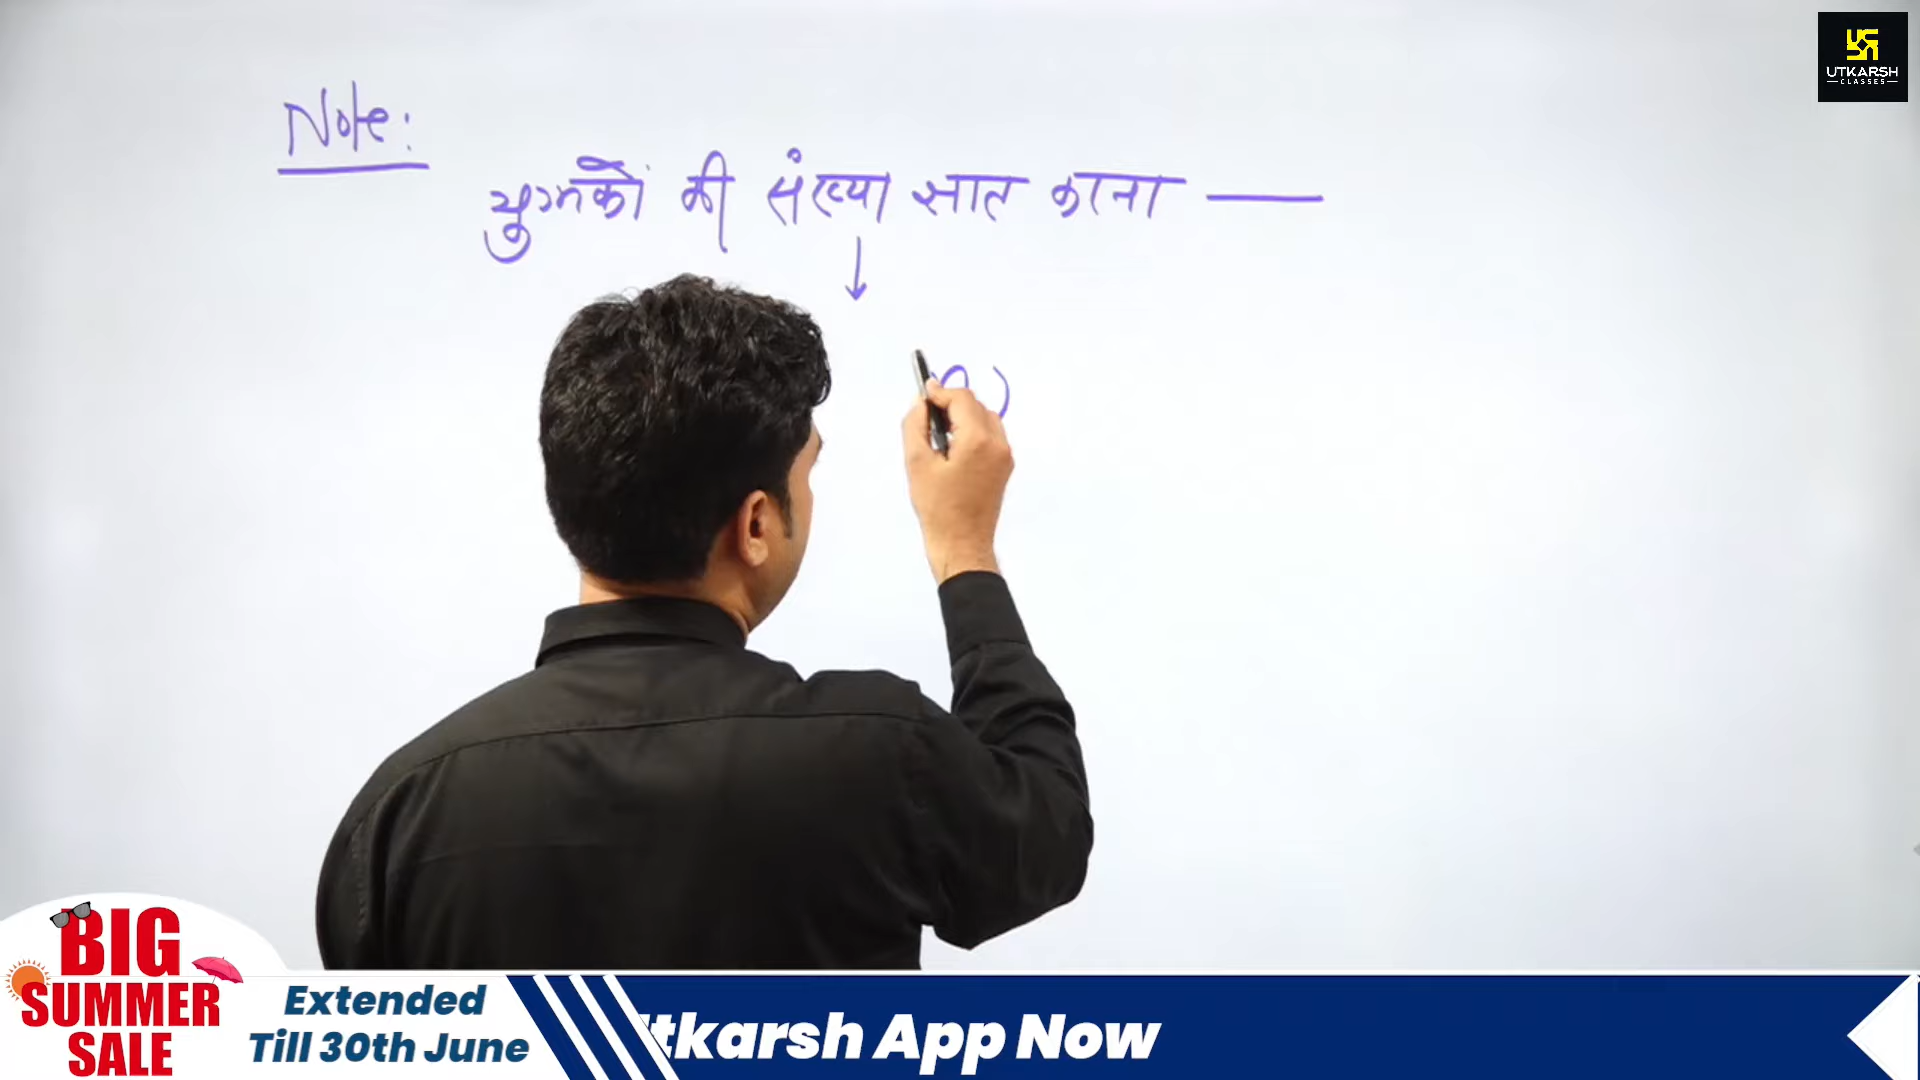 UTKARSH
CLASSES
Note:
युग्मकों की संख्या ज्ञात करना —
↓
BIG
SUMMER
SALE
Extended
Till 30th June
tkarsh App Now